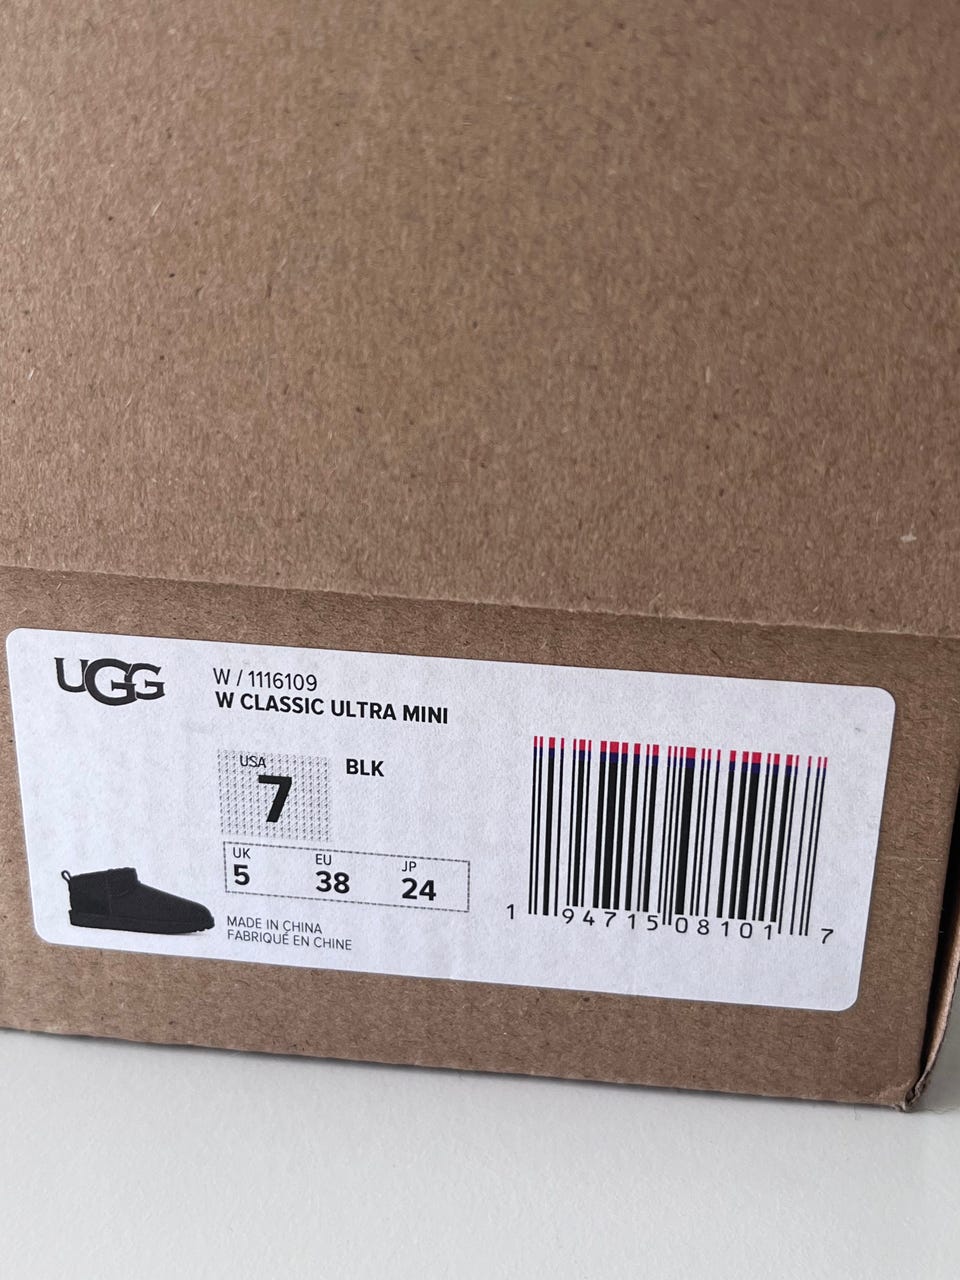 UGG
W / 1116109
W CLASSIC ULTRA MINI
USA
7
BLK
UK
5
EU
38
JP
24
MADE IN CHINA
FABRIQUÉ EN CHINE
1 94715 08101 7